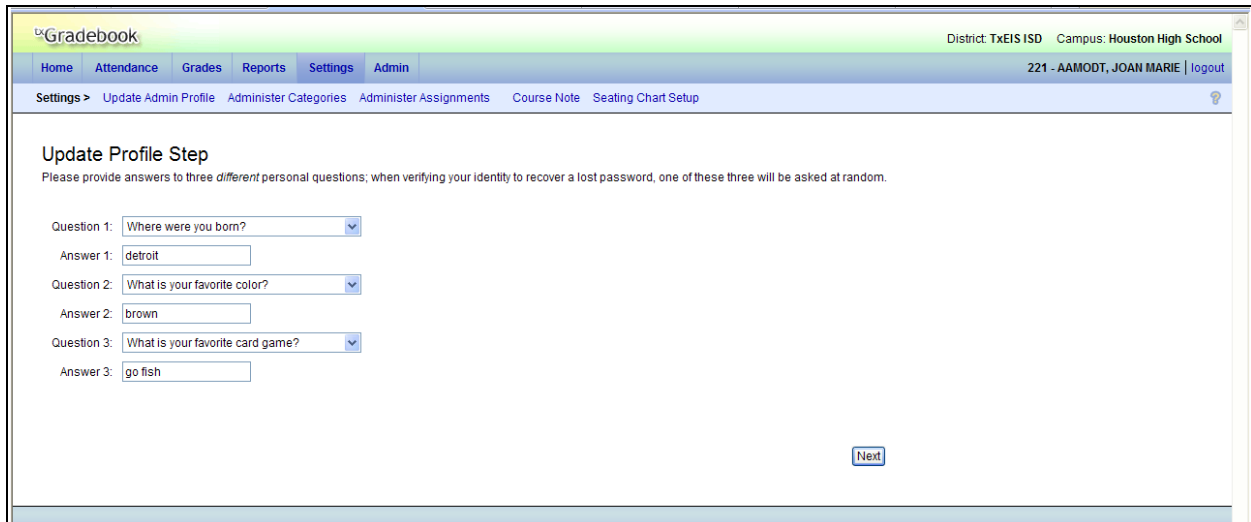 txGradebook
District: TxEIS ISD Campus: Houston High School
Home Attendance Grades Reports Settings Admin 221 - AAMODT, JOAN MARIE | logout
Settings > Update Admin Profile Administer Categories Administer Assignments Course Note Seating Chart Setup ?
Update Profile Step
Please provide answers to three different personal questions; when verifying your identity to recover a lost password, one of these three will be asked at random.
Question 1: Where were you born?
Answer 1: detroit
Question 2: What is your favorite color?
Answer 2: brown
Question 3: What is your favorite card game?
Answer 3: go fish
Next